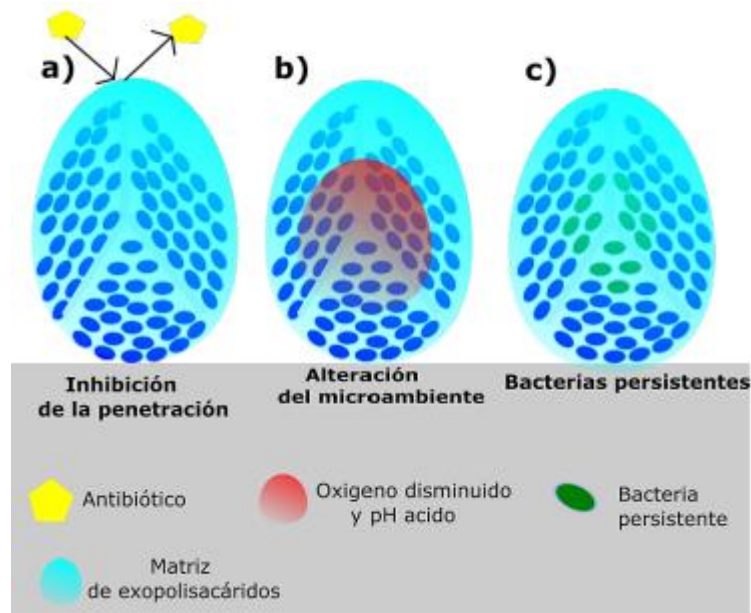 a)
b)
c)
Inhibición
de la penetración
Alteración
del microambiente
Bacterias persistentes
Antibiótico
Oxigeno disminuido
y pH acido
Bacteria
persistente
Matriz
de exopolisacáridos